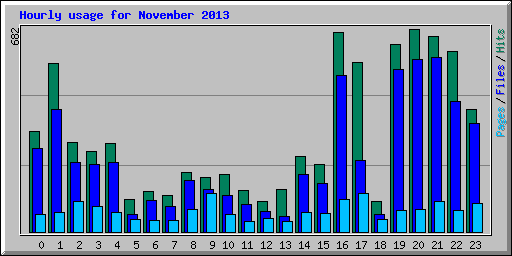 Hourly usage for November 2013
682
Pages / Files / Hits
0 1 2 3 4 5 6 7 8 9 10 11 12 13 14 15 16 17 18 19 20 21 22 23